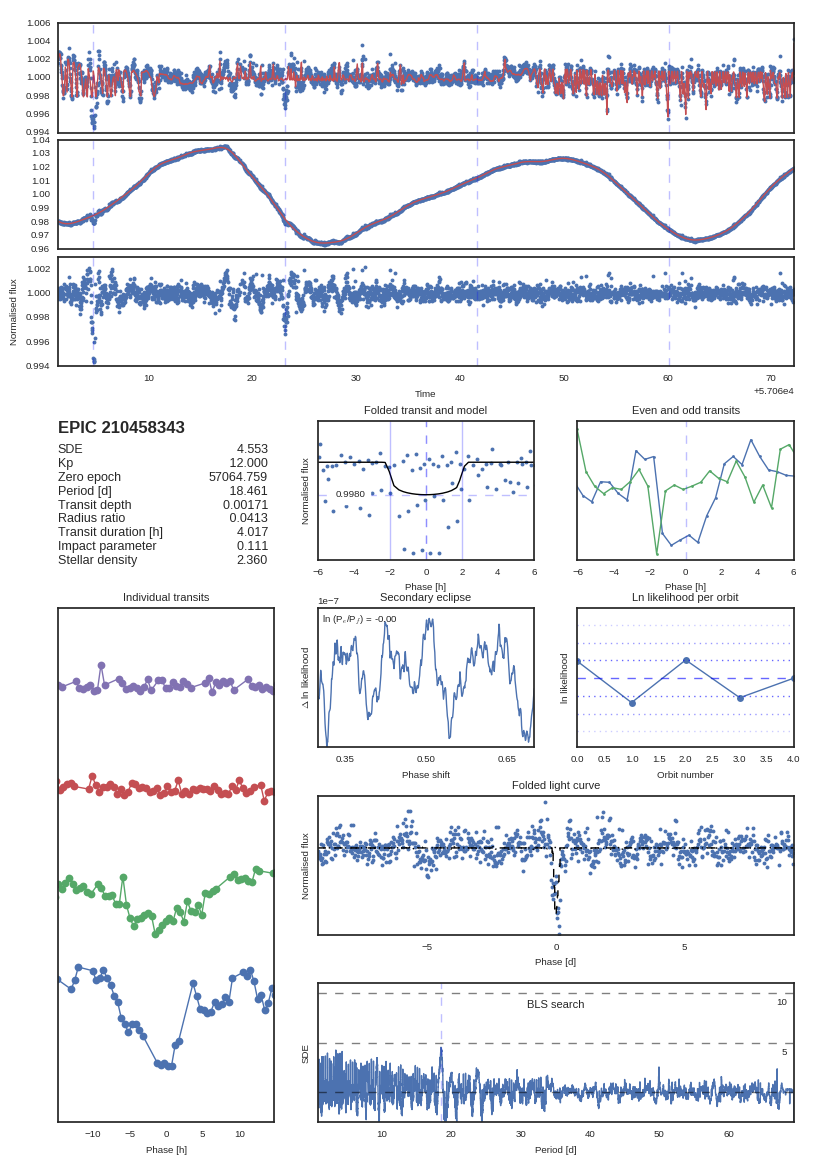 1.006
1.004
1.002
1.000
0.998
0.996
0.994
1.04
1.03
1.02
1.01
1.00
0.99
0.98
0.97
0.96
1.002
1.000
0.998
0.996
0.994
Normalised flux
10 20 30 40 50 60 70
Time
+5.706e4
EPIC 210458343
SDE 4.553
Kp 12.000
Zero epoch 57064.759
Period [d] 18.461
Transit depth 0.00171
Radius ratio 0.0413
Transit duration [h] 4.017
Impact parameter 0.111
Stellar density 2.360
Folded transit and model
Normalised flux
0.9980
−6 −4 −2 0 2 4 6
Phase [h]
Even and odd transits
−6 −4 −2 0 2 4 6
Phase [h]
Individual transits
−10 −5 0 5 10
Phase [h]
Secondary eclipse
1e−7
Δ ln likelihood
0.35 0.50 0.65
Phase shift
Ln likelihood per orbit
ln likelihood
0.0 0.5 1.0 1.5 2.0 2.5 3.0 3.5 4.0
Orbit number
Folded light curve
Normalised flux
−5 0 5
Phase [d]
BLS search
10
5
SDE
10 20 30 40 50 60
Period [d]